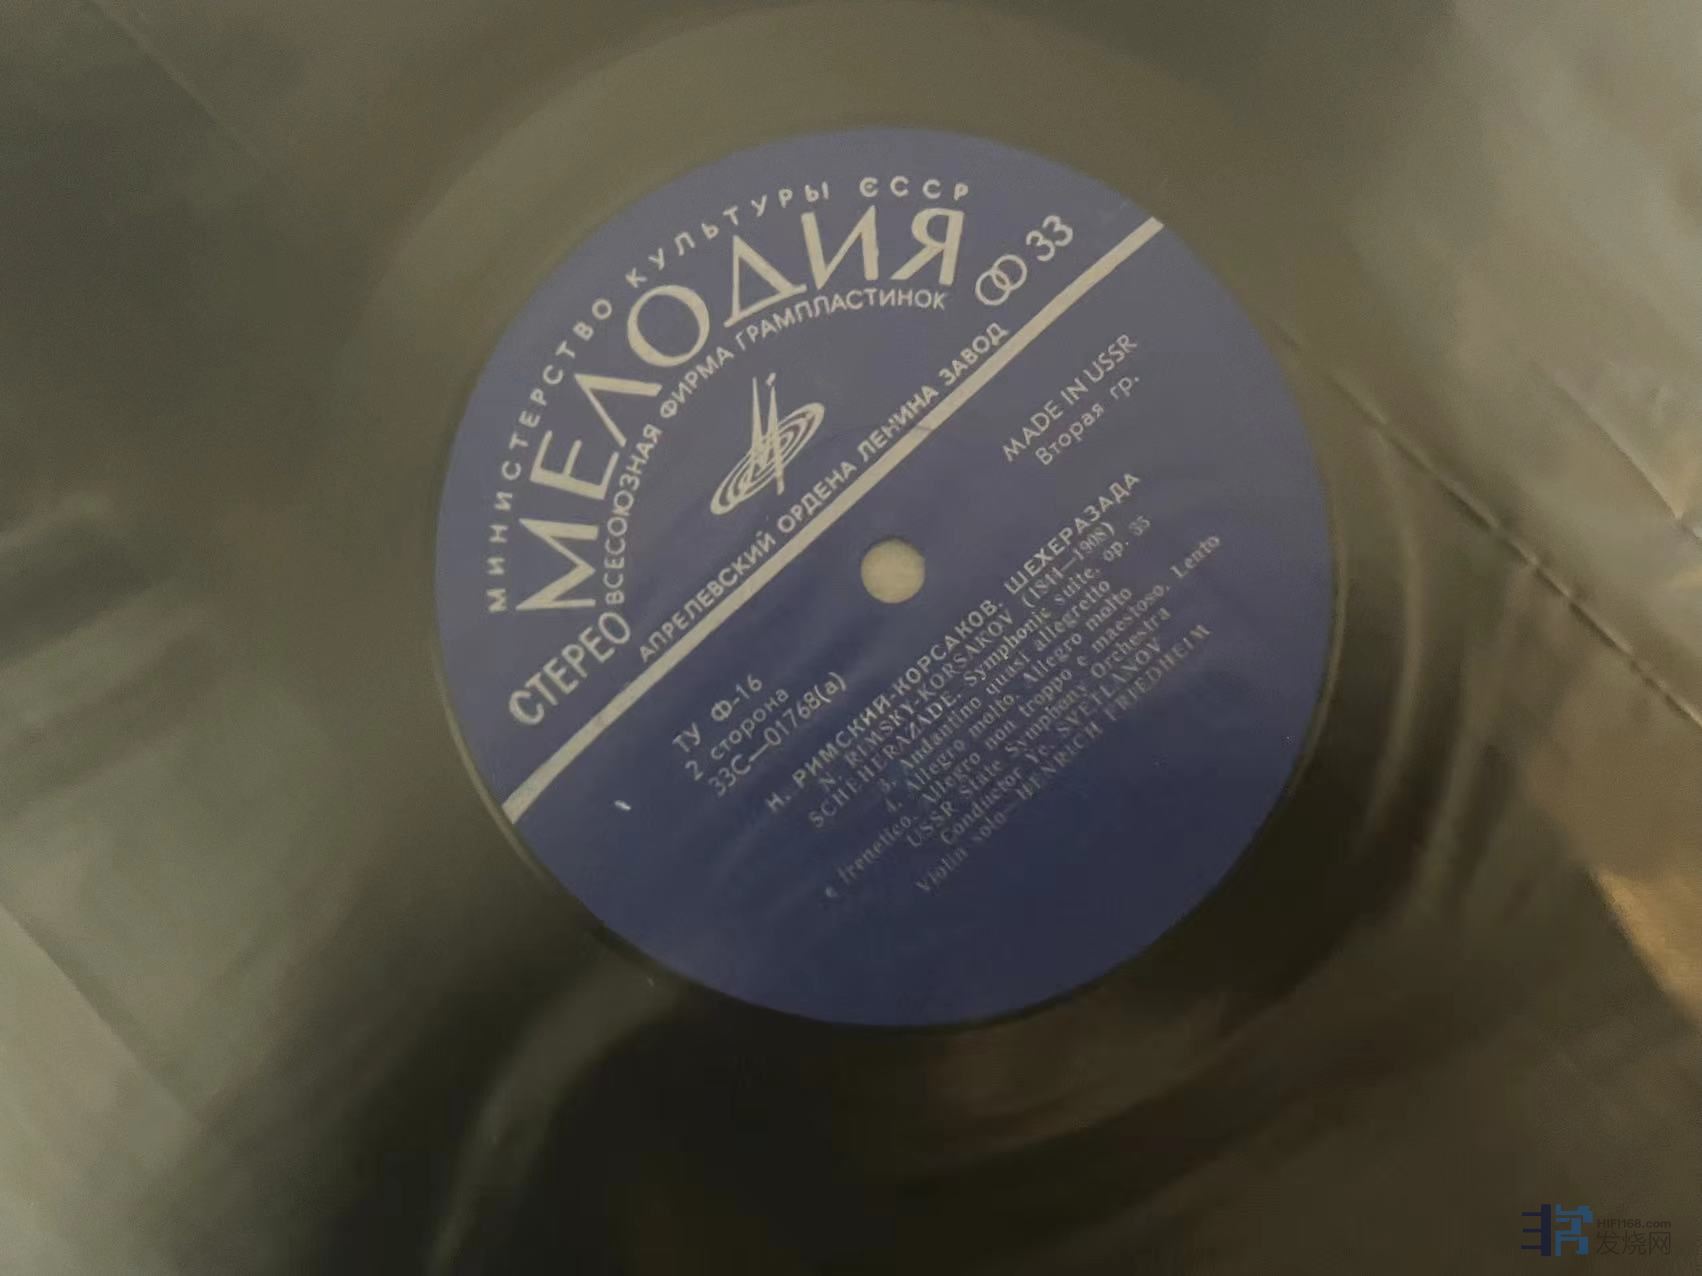 МИНИСТЕРСТВО КУЛЬТУРЫ СССР
МЕЛОДИЯ
ВСЕСОЮЗНАЯ ФИРМА ГРАМПЛАСТИНОК
СТЕРЕО
33
АПРЕЛЕВСКИЙ ОРДЕНА ЛЕНИНА ЗАВОД
MADE IN USSR
Вторая гр.
ТУ Ф-16
2 сторона
33С—01768(а)
Н. РИМСКИЙ-КОРСАКОВ. ШЕХЕРАЗАДА
N. RIMSKY-KORSAKOV (1844—1908)
SCHEHERAZADE. Symphonic suite, op. 35
3. Andantino quasi allegretto
4. Allegro molto. Allegro molto
e frenetico. Allegro non troppo e maestoso. Lento
USSR State Symphony Orchestra
Conductor Ye. SVETLANOV
Violin solo—HENRICH FRIEDHEIM
HIFI168.com
发烧网